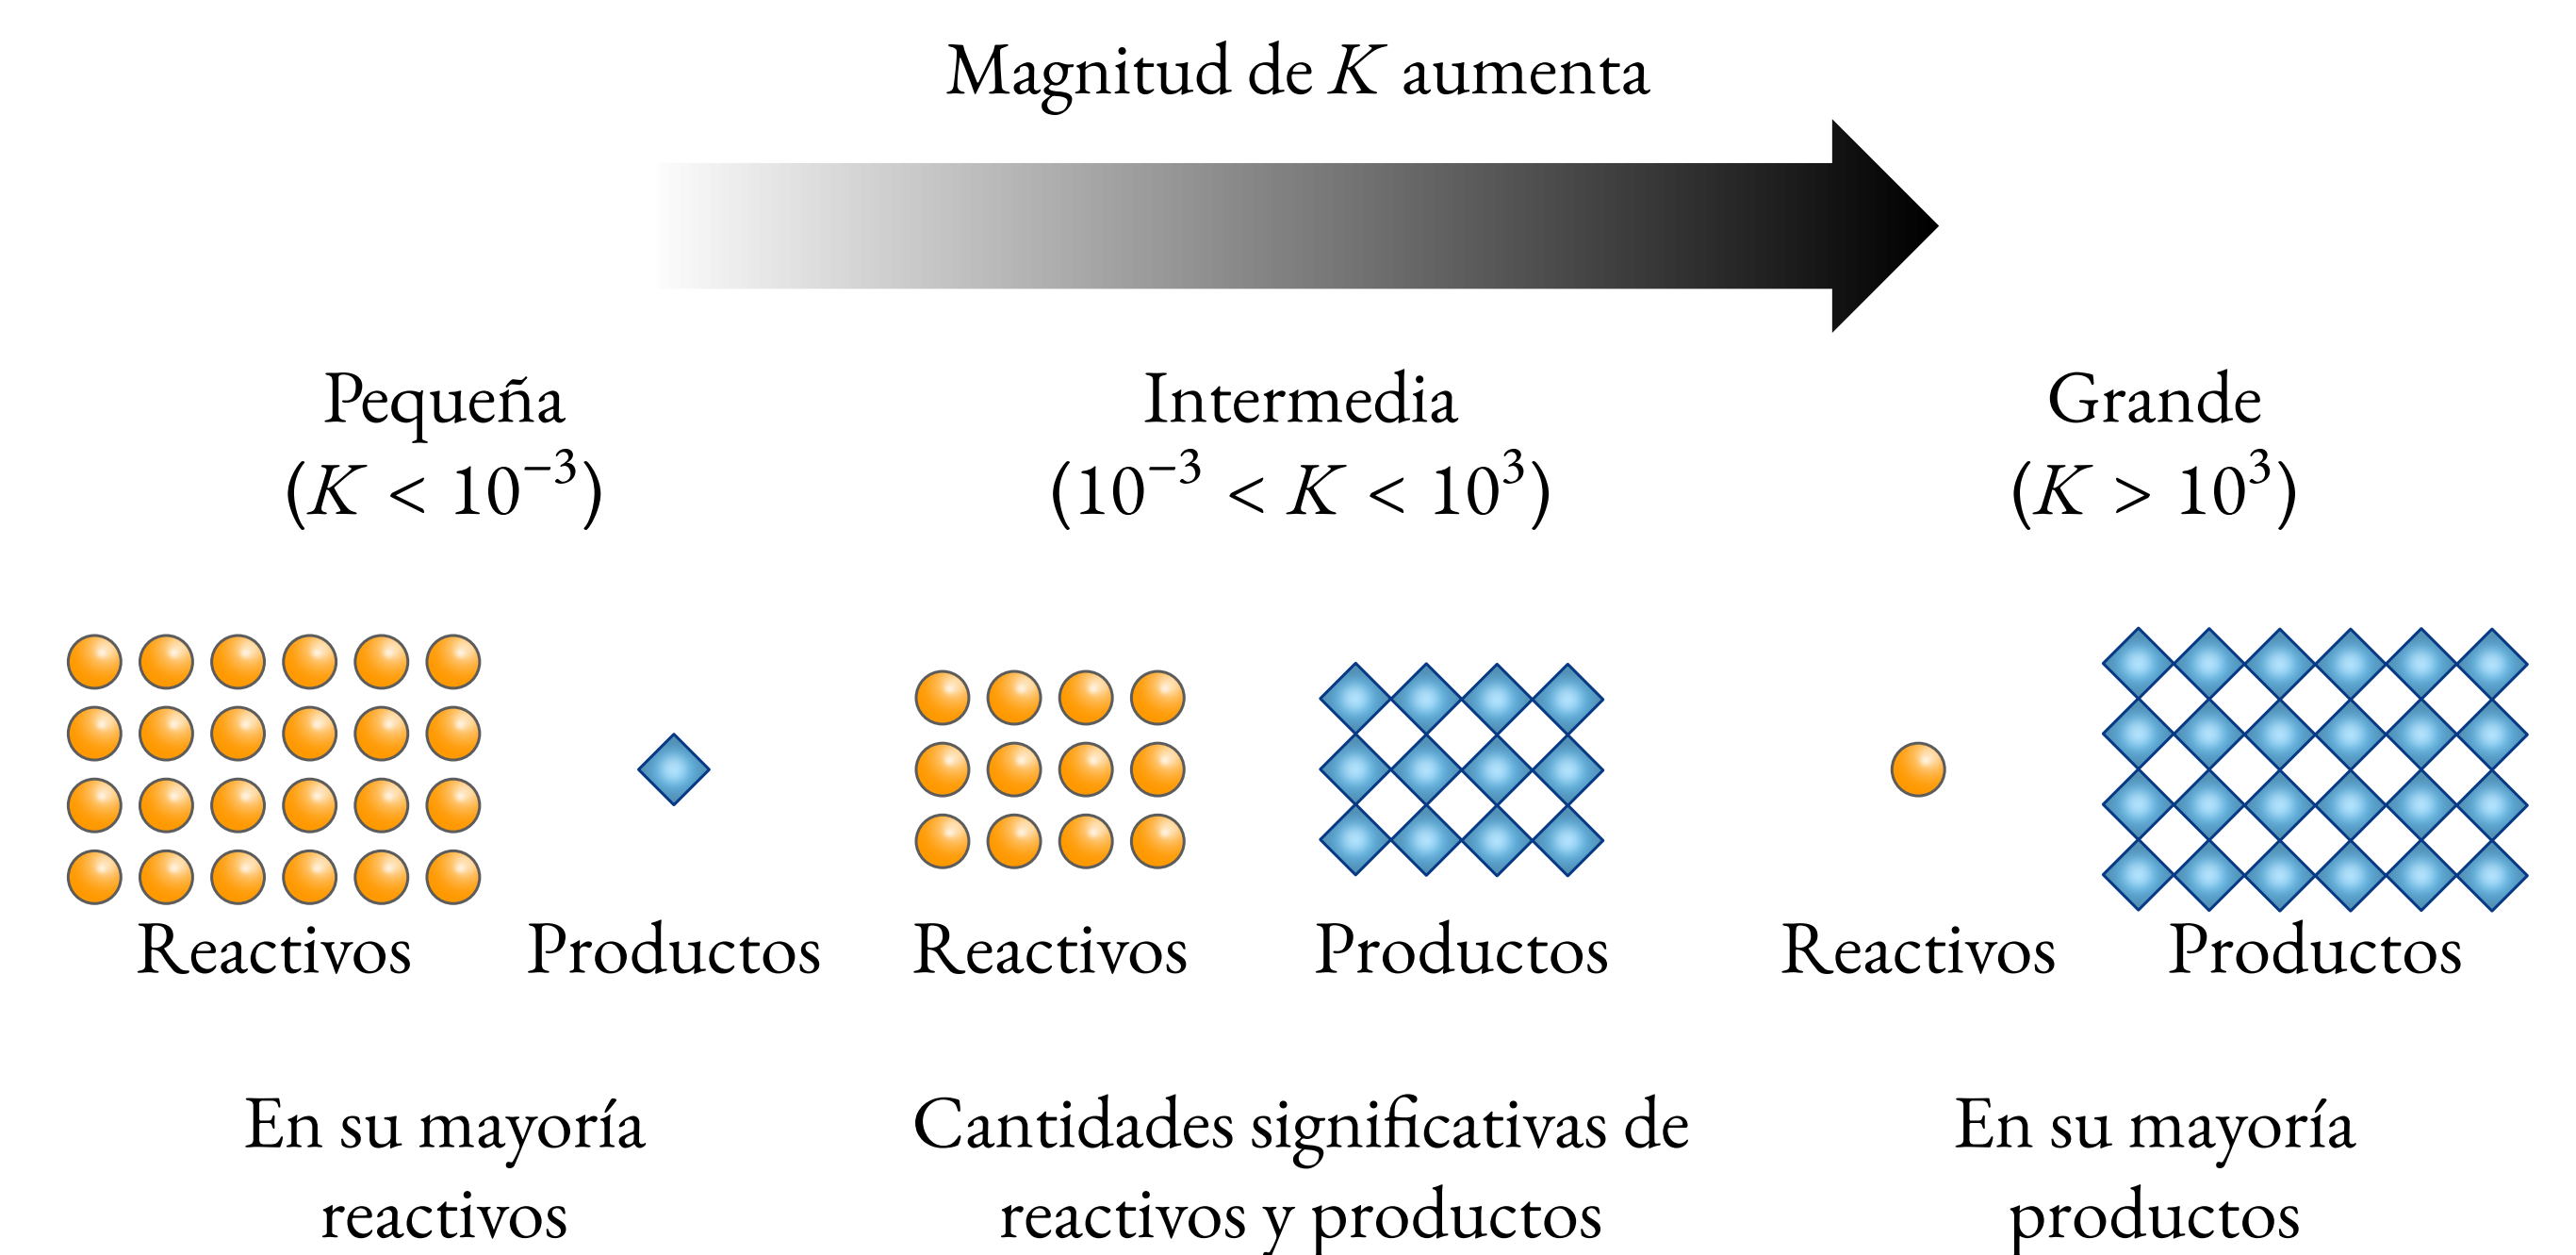 Magnitud de K aumenta
Pequeña
(K < 10⁻³)
Intermedia
(10⁻³ < K < 10³)
Grande
(K > 10³)
Reactivos
Productos
Reactivos
Productos
Reactivos
Productos
En su mayoría
reactivos
Cantidades significativas de
reactivos y productos
En su mayoría
productos